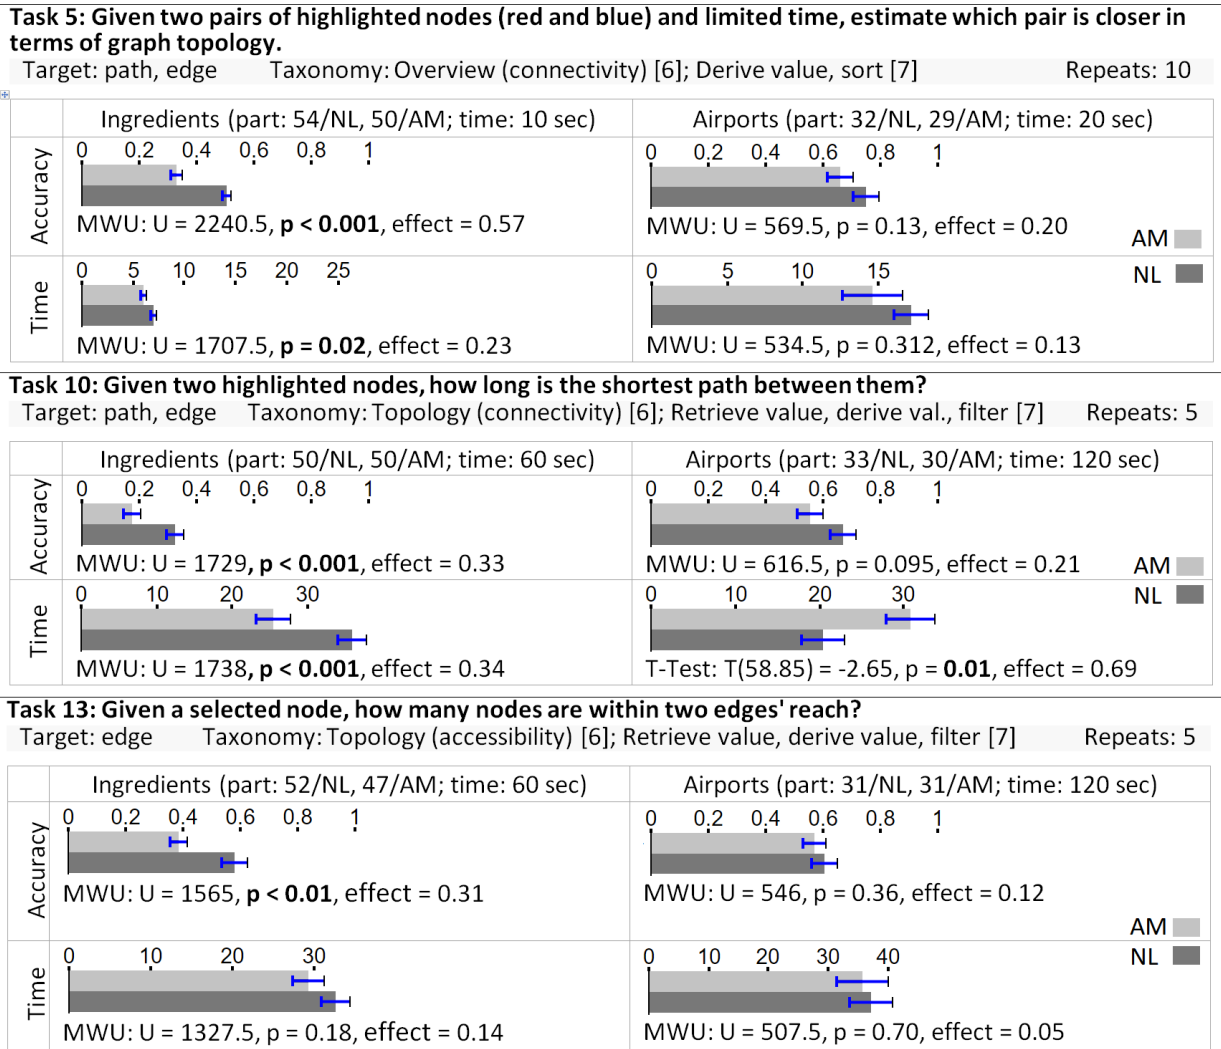 Task 5: Given two pairs of highlighted nodes (red and blue) and limited time, estimate which pair is closer in
terms of graph topology.
Target: path, edge Taxonomy: Overview (connectivity) [6]; Derive value, sort [7] Repeats: 10
Ingredients (part: 54/NL, 50/AM; time: 10 sec) Airports (part: 32/NL, 29/AM; time: 20 sec)
Accuracy
0 0.2 0.4 0.6 0.8 1
0 0.2 0.4 0.6 0.8 1
MWU: U = 2240.5, p < 0.001, effect = 0.57
MWU: U = 569.5, p = 0.13, effect = 0.20
AM
NL
Time
0 5 10 15 20 25
0 5 10 15
MWU: U = 1707.5, p = 0.02, effect = 0.23
MWU: U = 534.5, p = 0.312, effect = 0.13
Task 10: Given two highlighted nodes, how long is the shortest path between them?
Target: path, edge Taxonomy: Topology (connectivity) [6]; Retrieve value, derive val., filter [7] Repeats: 5
Ingredients (part: 50/NL, 50/AM; time: 60 sec) Airports (part: 33/NL, 30/AM; time: 120 sec)
Accuracy
0 0.2 0.4 0.6 0.8 1
0 0.2 0.4 0.6 0.8 1
MWU: U = 1729, p < 0.001, effect = 0.33
MWU: U = 616.5, p = 0.095, effect = 0.21
AM
NL
Time
0 10 20 30
0 10 20 30
MWU: U = 1738, p < 0.001, effect = 0.34
T-Test: T(58.85) = -2.65, p = 0.01, effect = 0.69
Task 13: Given a selected node, how many nodes are within two edges' reach?
Target: edge Taxonomy: Topology (accessibility) [6]; Retrieve value, derive value, filter [7] Repeats: 5
Ingredients (part: 52/NL, 47/AM; time: 60 sec) Airports (part: 31/NL, 31/AM; time: 120 sec)
Accuracy
0 0.2 0.4 0.6 0.8 1
0 0.2 0.4 0.6 0.8 1
MWU: U = 1565, p < 0.01, effect = 0.31
MWU: U = 546, p = 0.36, effect = 0.12
AM
NL
Time
0 10 20 30
0 10 20 30 40
MWU: U = 1327.5, p = 0.18, effect = 0.14
MWU: U = 507.5, p = 0.70, effect = 0.05